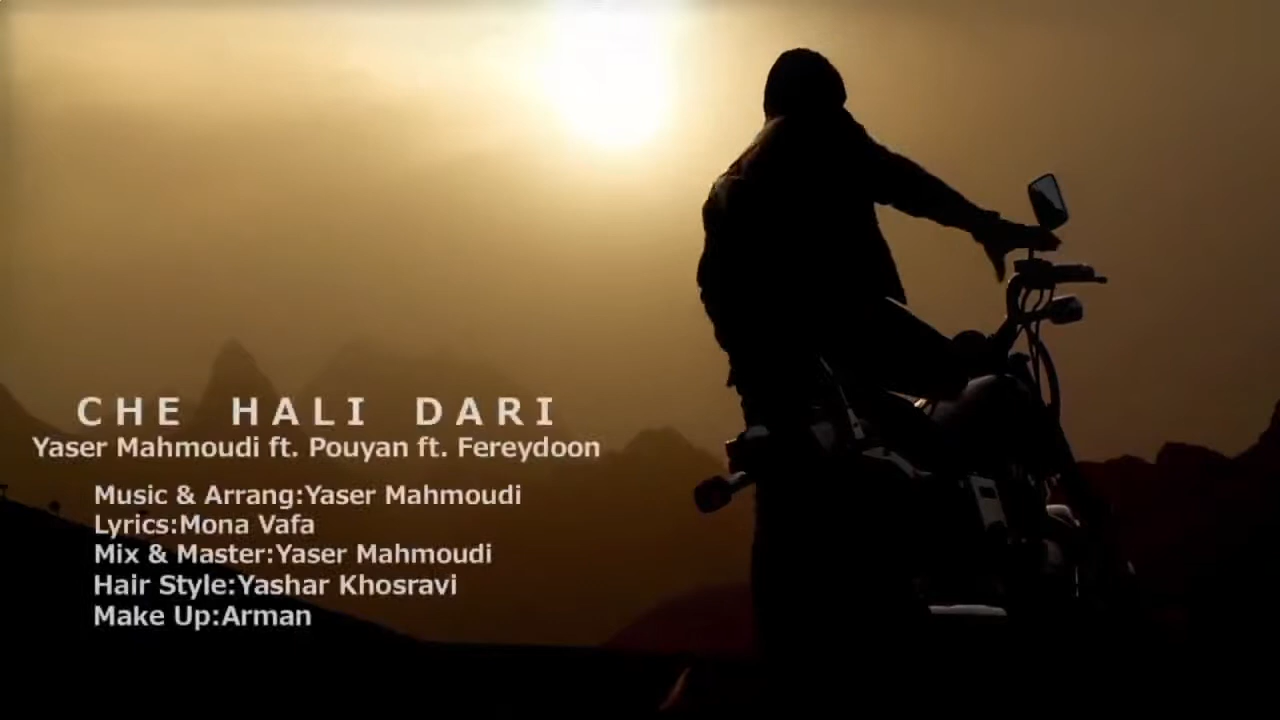 CHE HALI DARI
Yaser Mahmoudi ft. Pouyan ft. Fereydoon
Music & Arrang:Yaser Mahmoudi
Lyrics:Mona Vafa
Mix & Master:Yaser Mahmoudi
Hair Style:Yashar Khosravi
Make Up:Arman